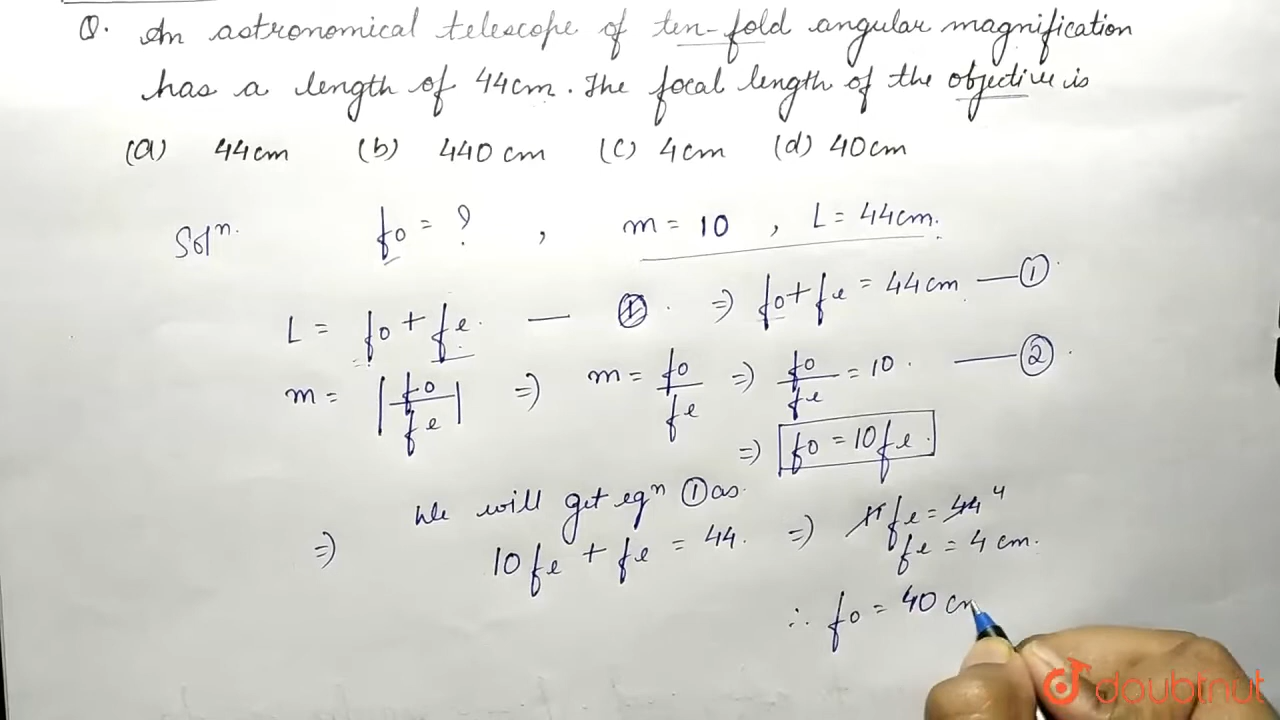 Q. An astronomical telescope of ten-fold angular magnification
has a length of 44cm. The focal length of the objective is
(a) 44cm (b) 440 cm (c) 4cm (d) 40cm
Solⁿ. fo = ? , m = 10 , L = 44cm.
L = fo + fe. — ① . ⇒ fo + fe = 44cm — ①
m = |fo/fe| ⇒ m = fo/fe ⇒ fo/fe = 10. — ②
⇒ fo = 10fe.
We will get eqⁿ ① as.
⇒ 10fe + fe = 44. ⇒ 11fe = 44 4
fe = 4 cm.
∴ fo = 40 cm
doubtnut